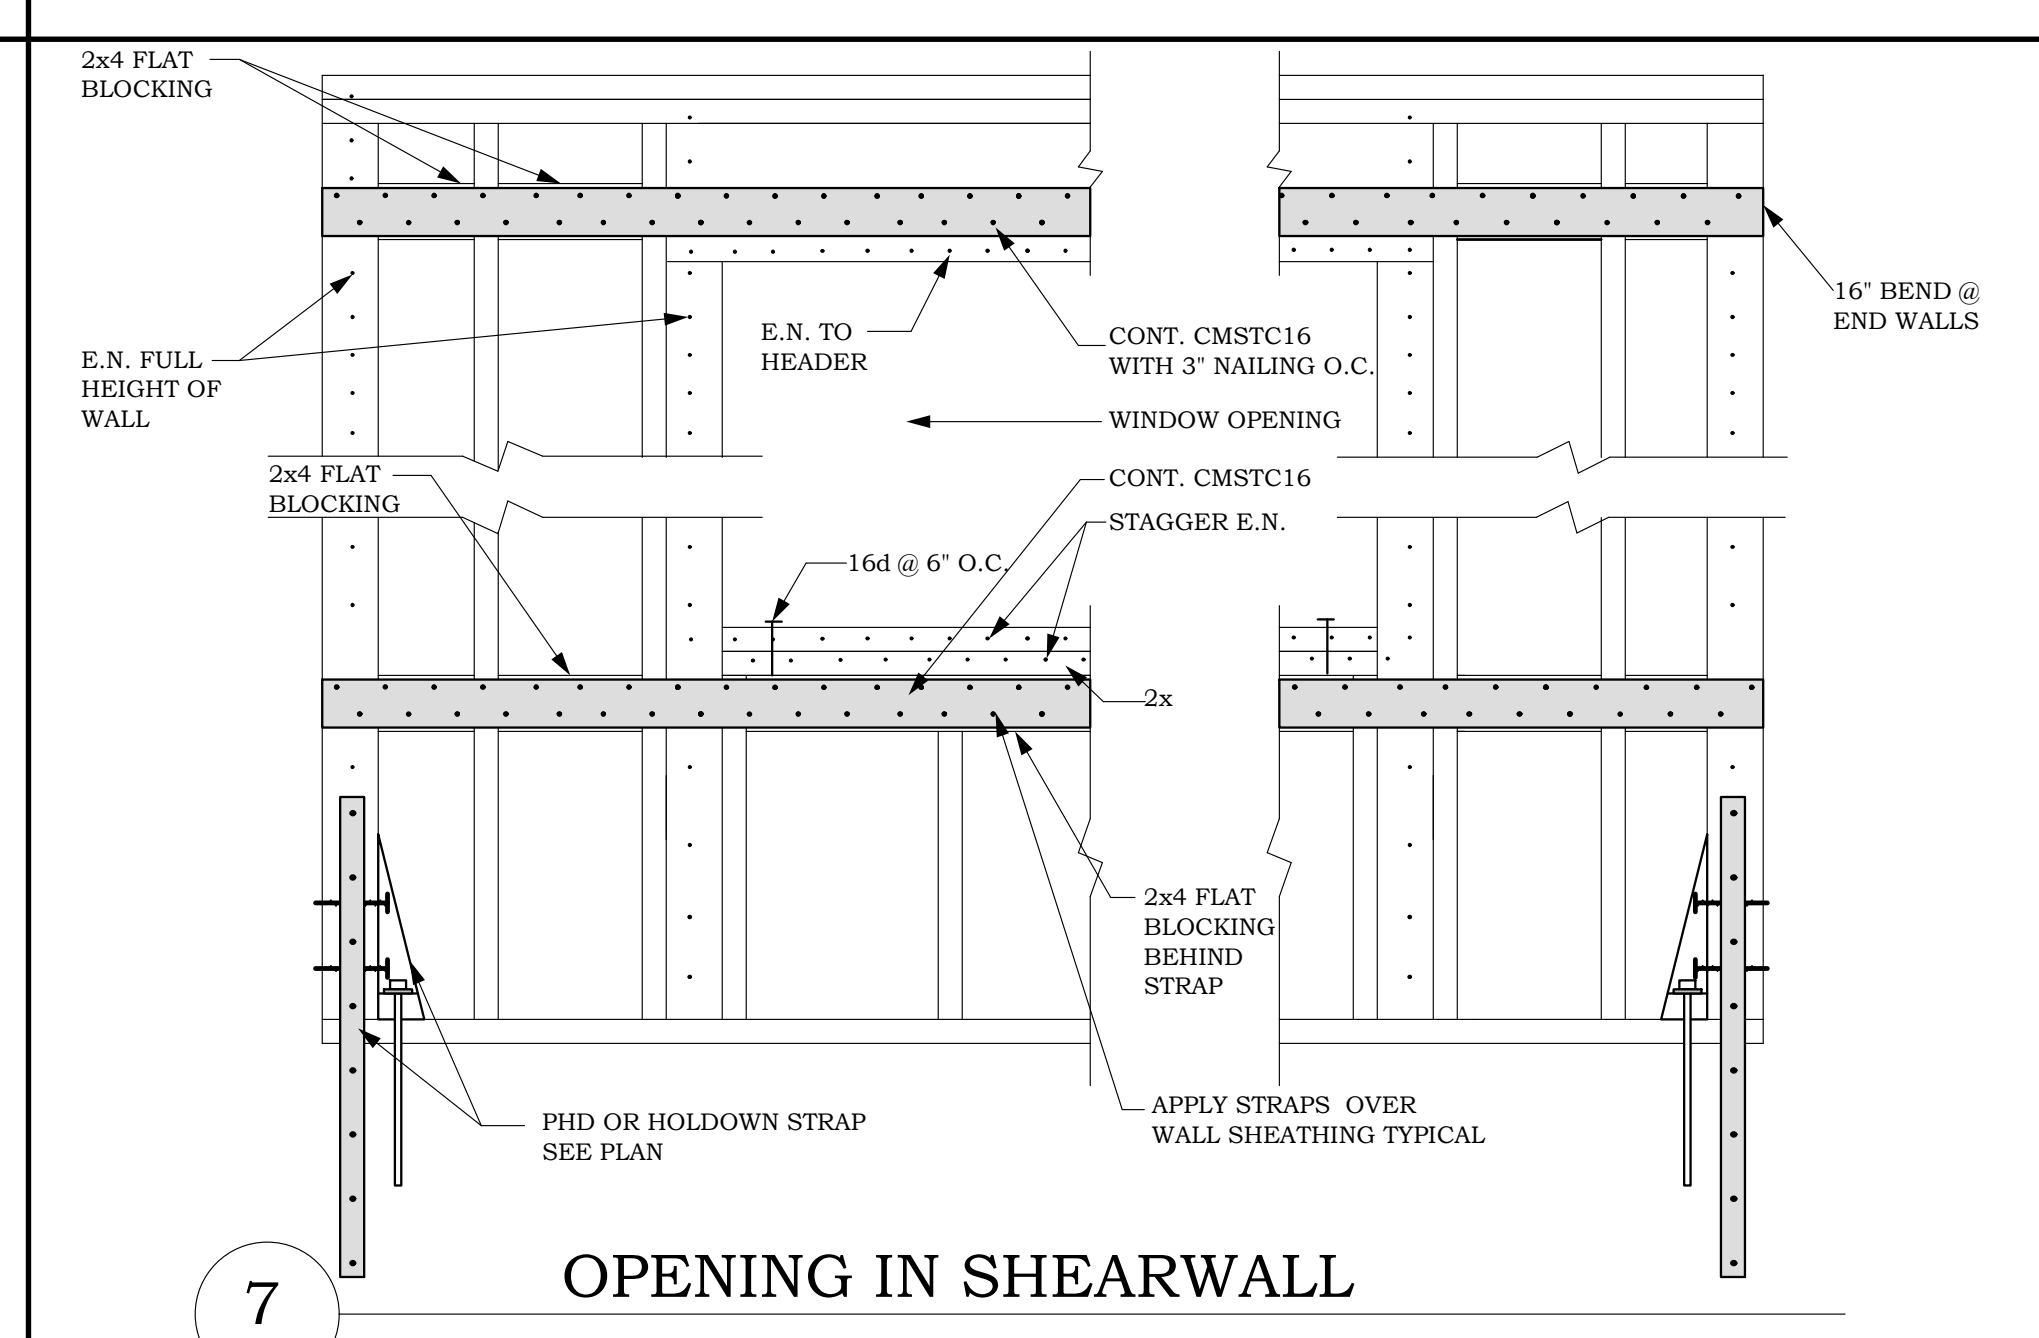 2x4 FLAT
BLOCKING
16" BEND @
END WALLS
E.N. TO
HEADER
CONT. CMSTC16
WITH 3" NAILING O.C.
E.N. FULL
HEIGHT OF
WALL
WINDOW OPENING
2x4 FLAT
BLOCKING
CONT. CMSTC16
STAGGER E.N.
16d @ 6" O.C.
2x
2x4 FLAT
BLOCKING
BEHIND
STRAP
PHD OR HOLDOWN STRAP
SEE PLAN
APPLY STRAPS OVER
WALL SHEATHING TYPICAL
7
OPENING IN SHEARWALL